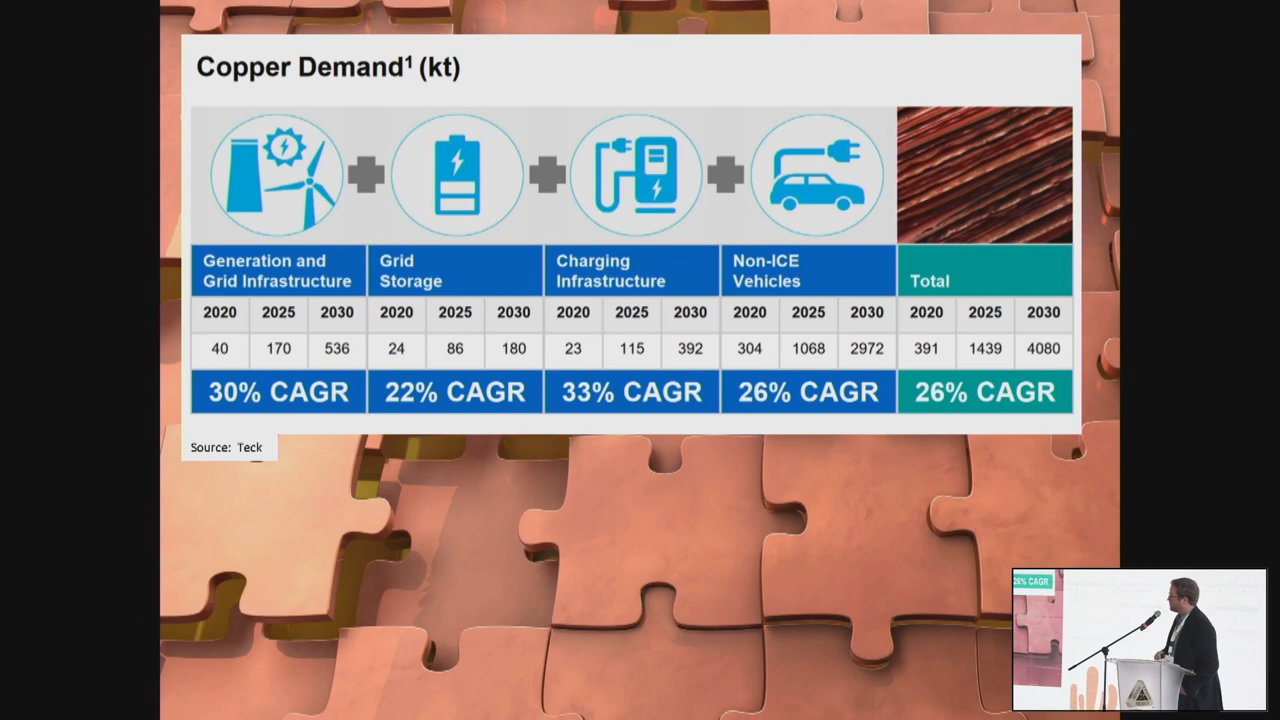 Copper Demand¹ (kt)
Generation and
Grid Infrastructure
Grid
Storage
Charging
Infrastructure
Non-ICE
Vehicles
Total
2020 2025 2030 2020 2025 2030 2020 2025 2030 2020 2025 2030 2020 2025 2030
40 170 536 24 86 180 23 115 392 304 1068 2972 391 1439 4080
30% CAGR 22% CAGR 33% CAGR 26% CAGR 26% CAGR
Source: Teck
26% CAGR